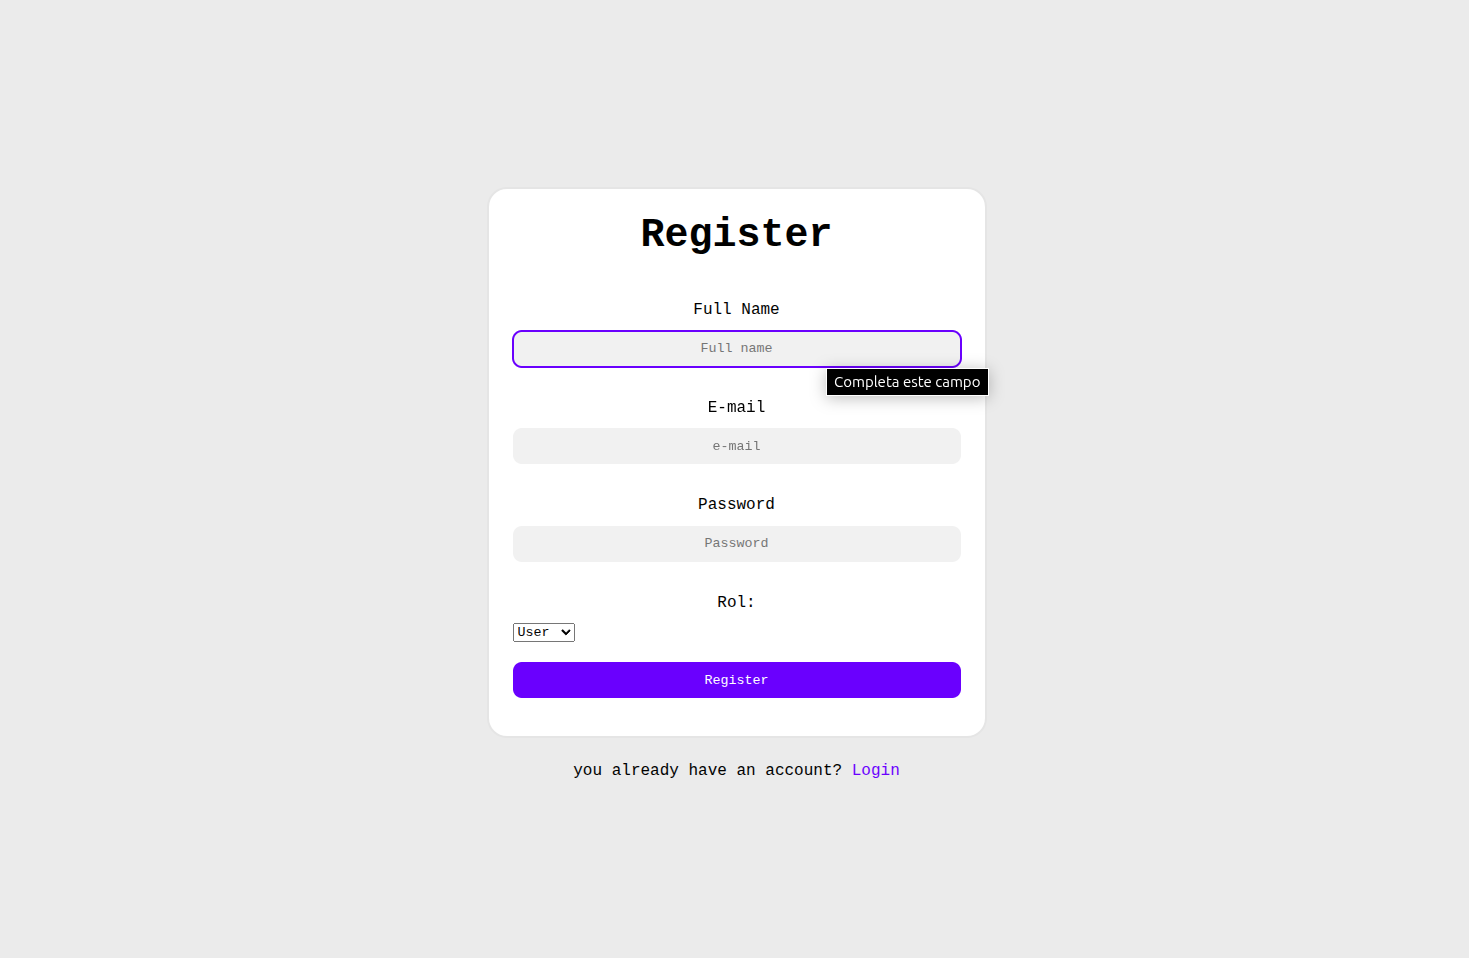 Register
Full Name
Full name
Completa este campo
E-mail
e-mail
Password
Password
Rol:
User
Register
you already have an account? Login